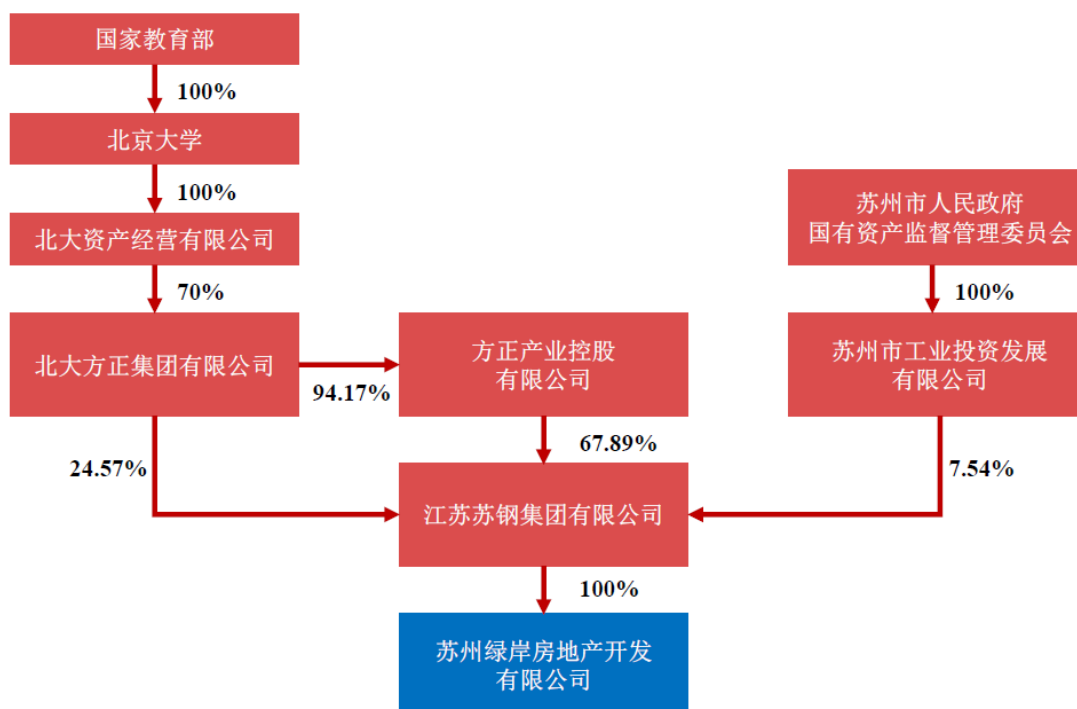 国家教育部
100%
北京大学
100%
北大资产经营有限公司
70%
北大方正集团有限公司
94.17%
方正产业控股
有限公司
苏州市人民政府
国有资产监督管理委员会
100%
苏州市工业投资发展
有限公司
24.57%
67.89%
7.54%
江苏苏钢集团有限公司
100%
苏州绿岸房地产开发
有限公司